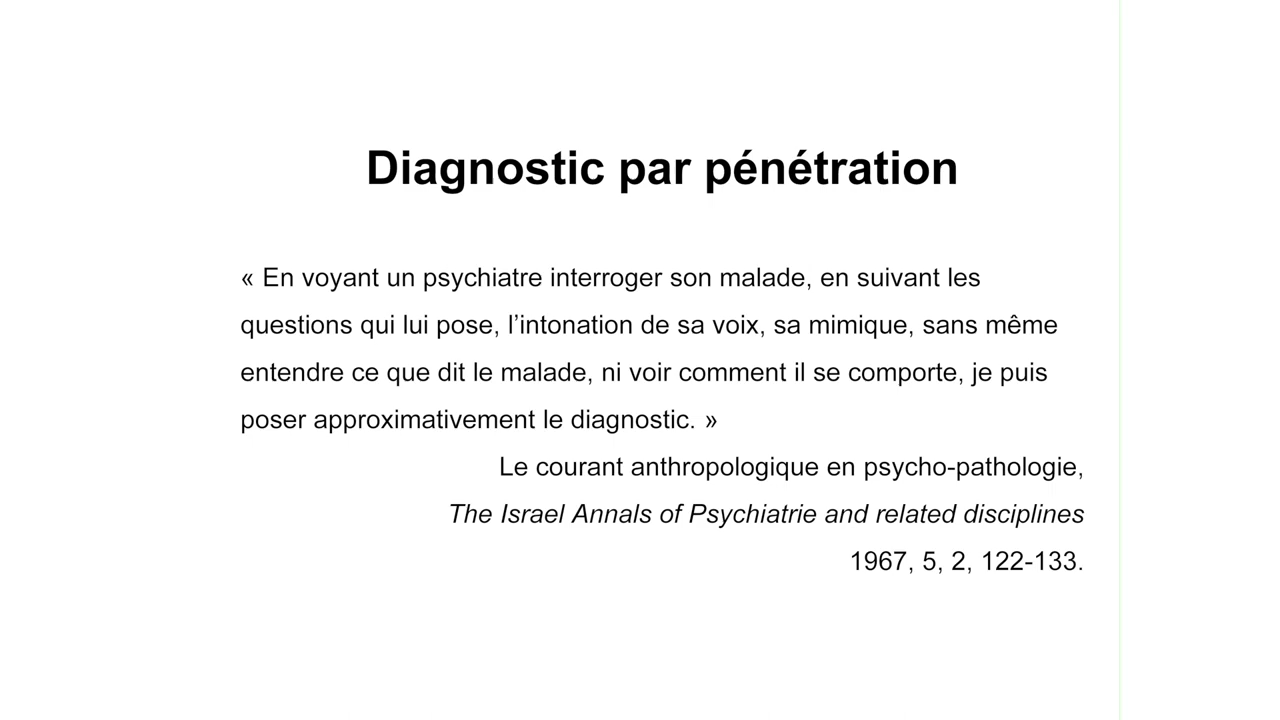 Diagnostic par pénétration
« En voyant un psychiatre interroger son malade, en suivant les
questions qui lui pose, l’intonation de sa voix, sa mimique, sans même
entendre ce que dit le malade, ni voir comment il se comporte, je puis
poser approximativement le diagnostic. »
Le courant anthropologique en psycho-pathologie,
The Israel Annals of Psychiatrie and related disciplines
1967, 5, 2, 122-133.